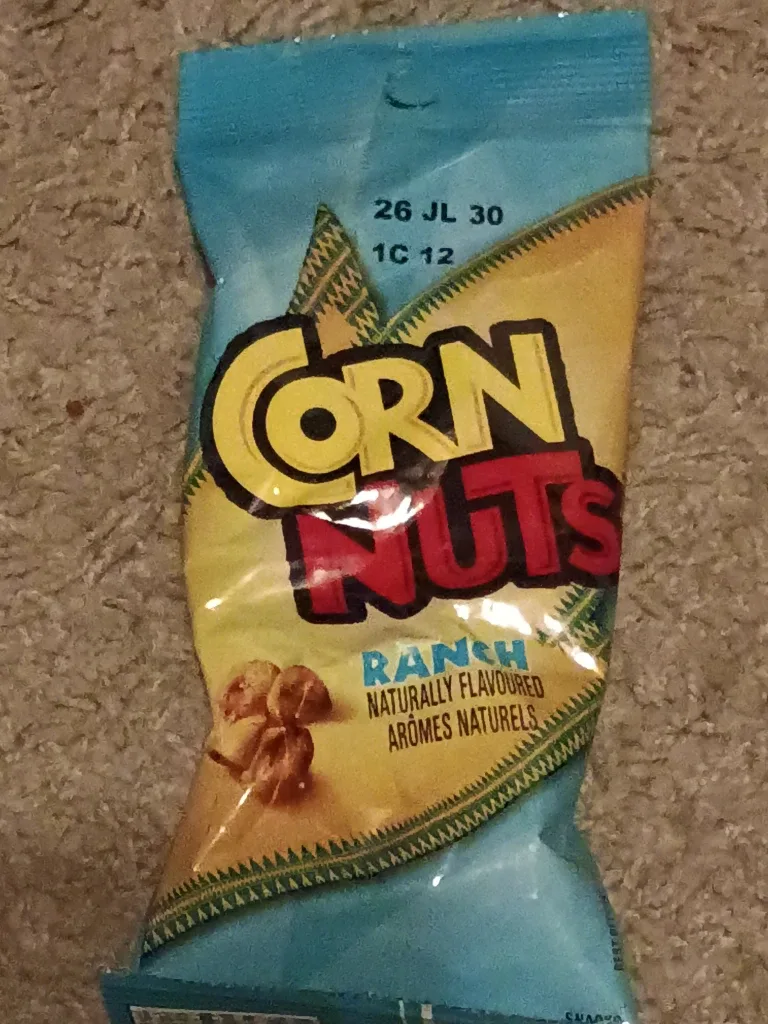 26 JL 30
1C 12
CORN
NUTS
RANCH
NATURALLY FLAVOURED
ARÔMES NATURELS